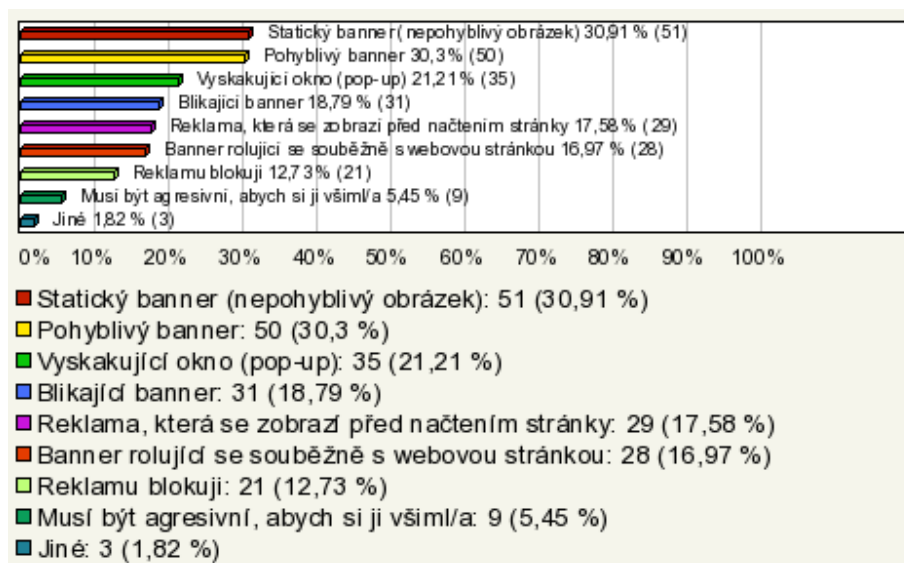 Statický banner (nepohyblivý obrázek) 30,91 % (51)
Pohyblivý banner 30,3 % (50)
Vyskakující okno (pop-up) 21,21 % (35)
Blikající banner 18,79 % (31)
Reklama, která se zobrazí před načtením stránky 17,58 % (29)
Banner rolující se souběžně s webovou stránkou 16,97 % (28)
Reklamu blokuji 12,73 % (21)
Musí být agresivní, abych si ji všiml/a 5,45 % (9)
Jiné 1,82 % (3)
0% 10% 20% 30% 40% 50% 60% 70% 80% 90% 100%
Statický banner (nepohyblivý obrázek): 51 (30,91 %)
Pohyblivý banner: 50 (30,3 %)
Vyskakující okno (pop-up): 35 (21,21 %)
Blikající banner: 31 (18,79 %)
Reklama, která se zobrazí před načtením stránky: 29 (17,58 %)
Banner rolující se souběžně s webovou stránkou: 28 (16,97 %)
Reklamu blokuji: 21 (12,73 %)
Musí být agresivní, abych si ji všiml/a: 9 (5,45 %)
Jiné: 3 (1,82 %)